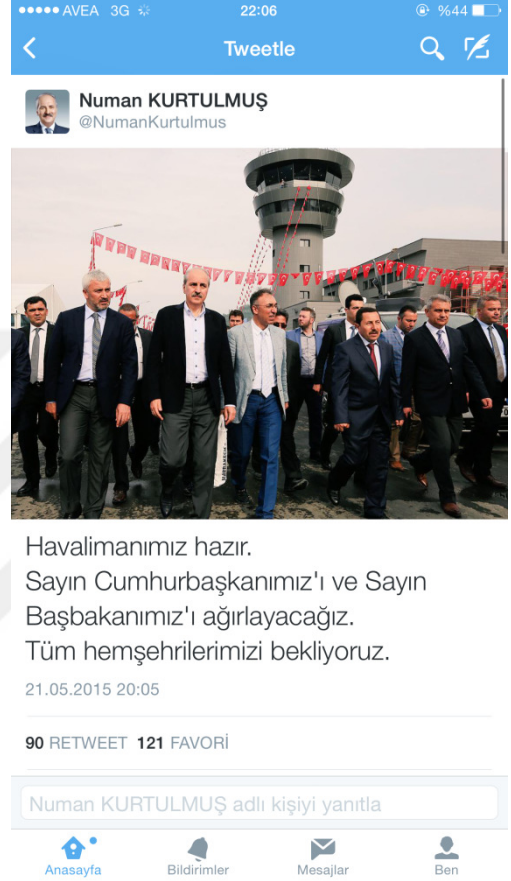 AVEA 3G 22:06 %44
Tweetle
Numan KURTULMUŞ
@NumanKurtulmus
Havalimanımız hazır.
Sayın Cumhurbaşkanımız'ı ve Sayın
Başbakanımız'ı ağırlayacağız.
Tüm hemşehrilerimizi bekliyoruz.
21.05.2015 20:05
90 RETWEET 121 FAVORİ
Numan KURTULMUŞ adlı kişiyi yanıtla
Anasayfa Bildirimler Mesajlar Ben